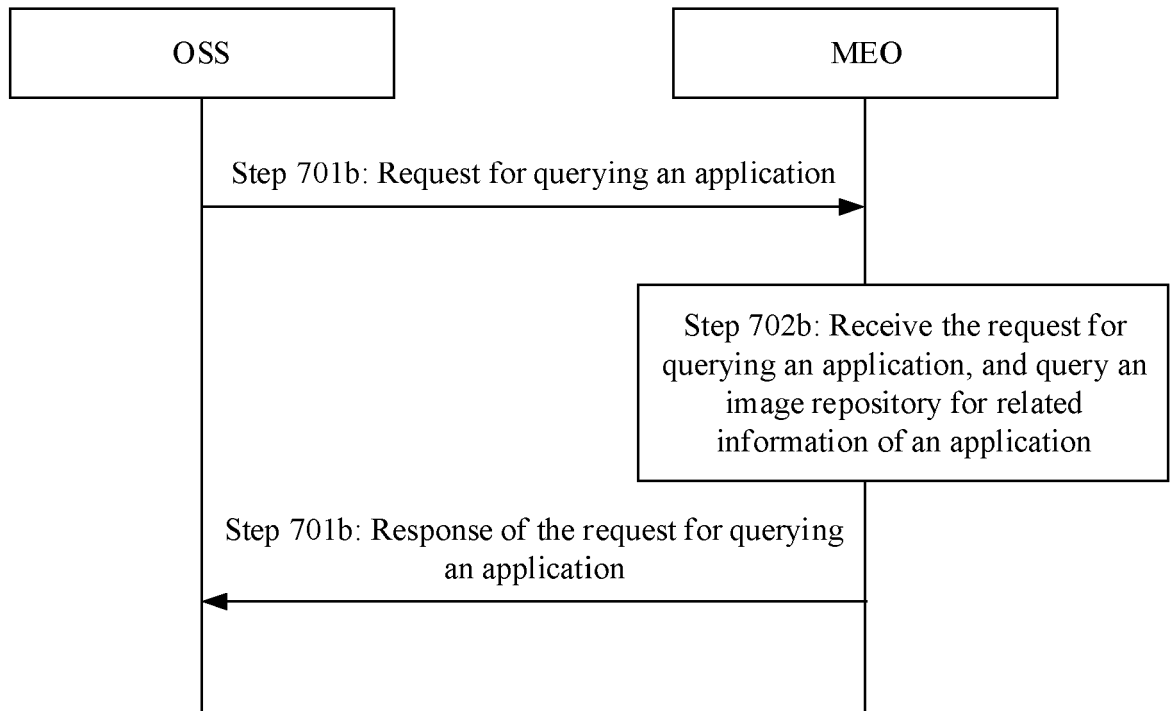 OSS
MEO
Step 701b: Request for querying an application
Step 702b: Receive the request for
querying an application, and query an
image repository for related
information of an application
Step 701b: Response of the request for querying
an application